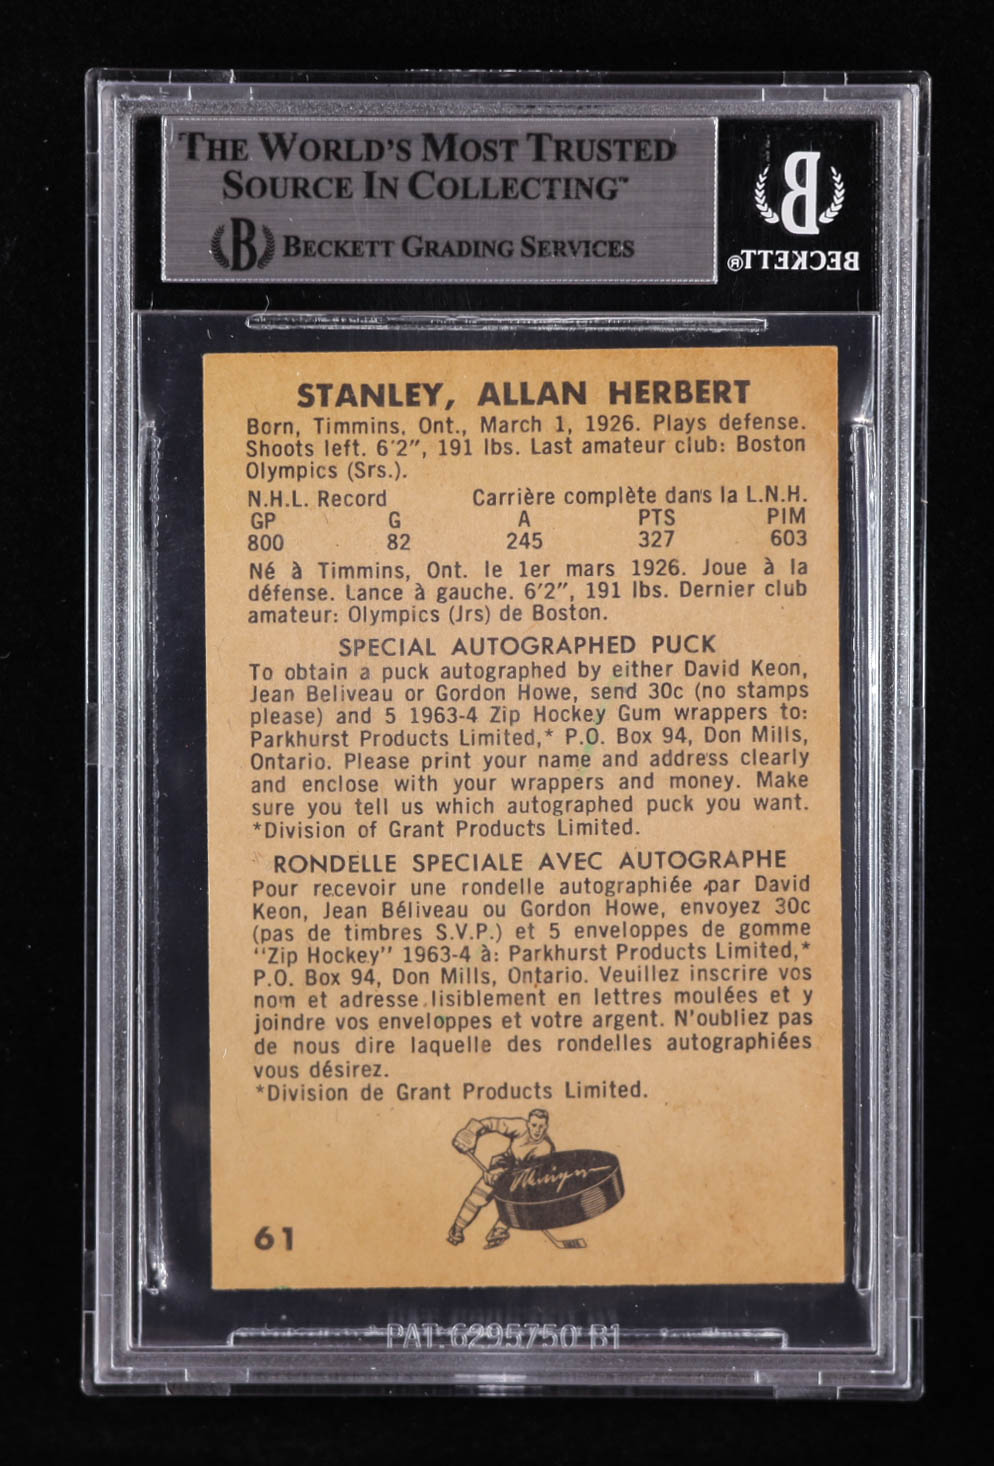 THE WORLD'S MOST TRUSTED
SOURCE IN COLLECTING™
B BECKETT GRADING SERVICES
B
BECKETT®
STANLEY, ALLAN HERBERT
Born, Timmins, Ont., March 1, 1926. Plays defense.
Shoots left. 6'2", 191 lbs. Last amateur club: Boston
Olympics (Srs.).
N.H.L. Record Carrière complète dans la L.N.H.
GP G A PTS PIM
800 82 245 327 603
Né à Timmins, Ont. le 1er mars 1926. Joue à la
défense. Lance à gauche. 6'2", 191 lbs. Dernier club
amateur: Olympics (Jrs) de Boston.
SPECIAL AUTOGRAPHED PUCK
To obtain a puck autographed by either David Keon,
Jean Beliveau or Gordon Howe, send 30c (no stamps
please) and 5 1963-4 Zip Hockey Gum wrappers to:
Parkhurst Products Limited,* P.O. Box 94, Don Mills,
Ontario. Please print your name and address clearly
and enclose with your wrappers and money. Make
sure you tell us which autographed puck you want.
*Division of Grant Products Limited.
RONDELLE SPECIALE AVEC AUTOGRAPHE
Pour recevoir une rondelle autographiée par David
Keon, Jean Béliveau ou Gordon Howe, envoyez 30c
(pas de timbres S.V.P.) et 5 enveloppes de gomme
"Zip Hockey" 1963-4 à: Parkhurst Products Limited,*
P.O. Box 94, Don Mills, Ontario. Veuillez inscrire vos
nom et adresse lisiblement en lettres moulées et y
joindre vos enveloppes et votre argent. N'oubliez pas
de nous dire laquelle des rondelles autographiées
vous désirez.
*Division de Grant Products Limited.
61
PAT. 6295750 B1